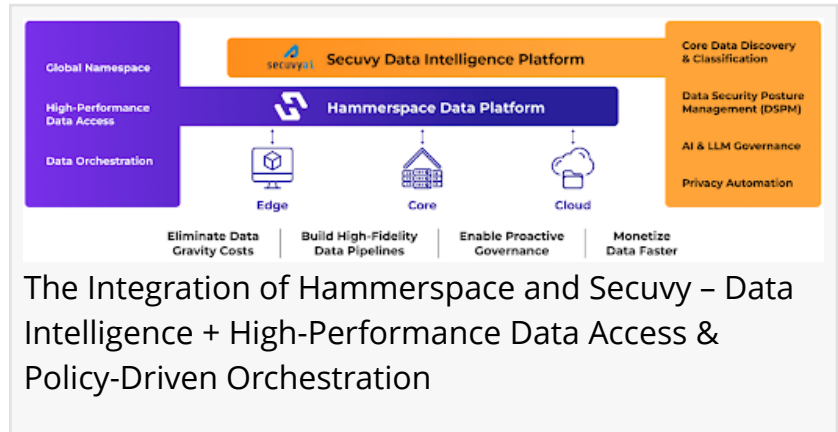 Global Namespace
High-Performance
Data Access
Data Orchestration
secuvyai Secuvy Data Intelligence Platform
Hammerspace Data Platform
Edge
Core
Cloud
Core Data Discovery
& Classification
Data Security Posture
Management (DSPM)
AI & LLM Governance
Privacy Automation
Eliminate Data
Gravity Costs
Build High-Fidelity
Data Pipelines
Enable Proactive
Governance
Monetize
Data Faster
The Integration of Hammerspace and Secuvy – Data
Intelligence + High-Performance Data Access &
Policy-Driven Orchestration